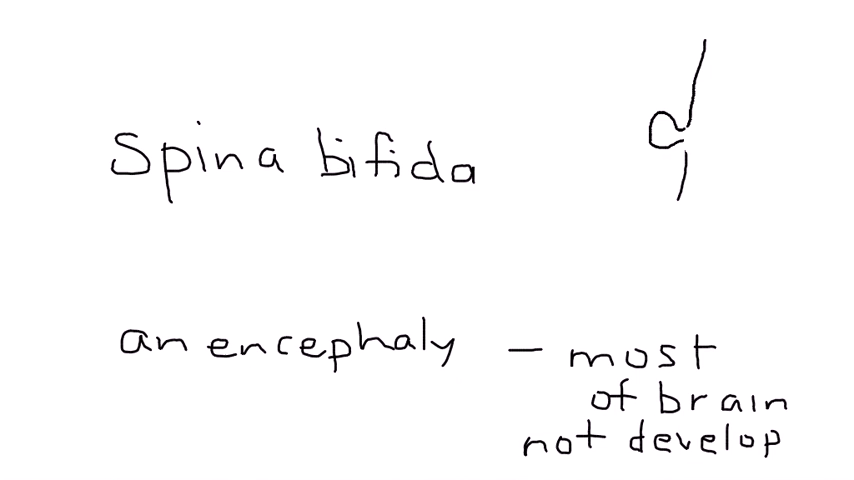 Spina bifida
anencephaly – most
of brain
not develop